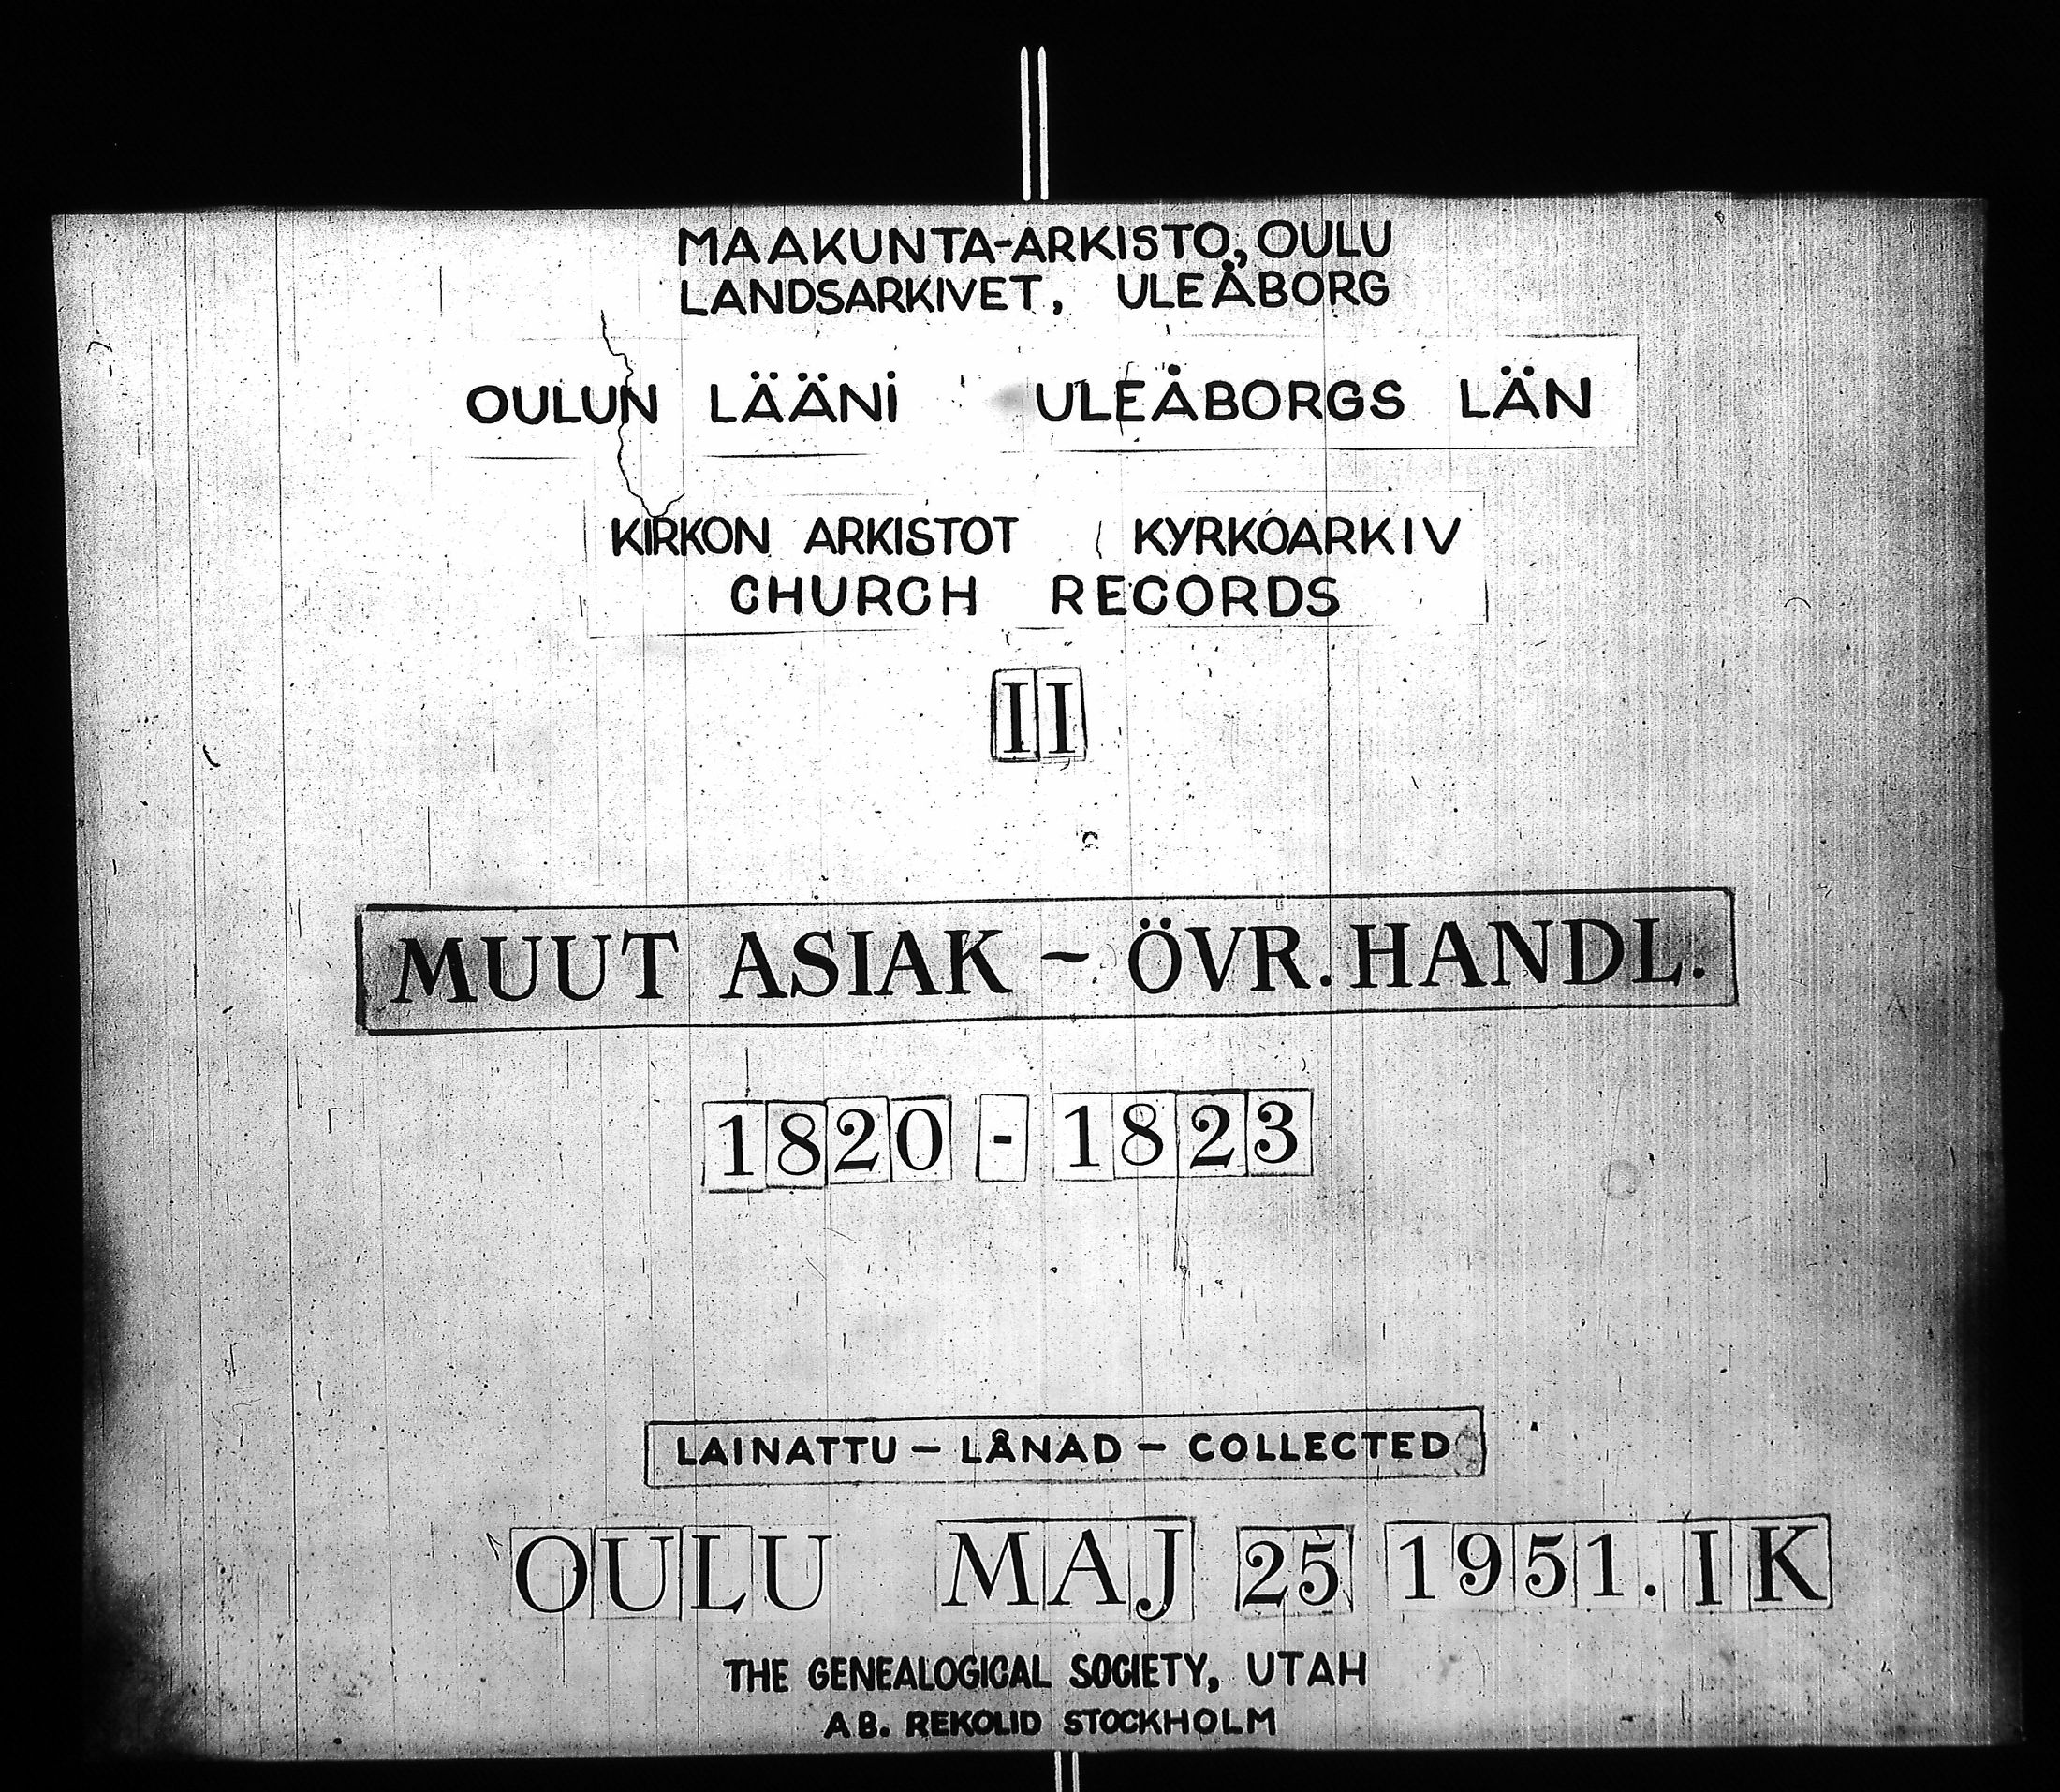 MAAKUNTA-ARKISTO, OULU
LANDSARKIVET, ULEÅBORG
OULUN LÄÄNI ULEÅBORGS LÄN
KIRKON ARKISTOT KYRKOARKIV
CHURCH RECORDS
II
MUUT ASIAK - ÖVR. HANDL.
1820 - 1823
LAINATTU - LÅNAD - COLLECTED
OULU MAJ 25 1951. IK
THE GENEALOGICAL SOCIETY, UTAH
AB. REKOLID STOCKHOLM